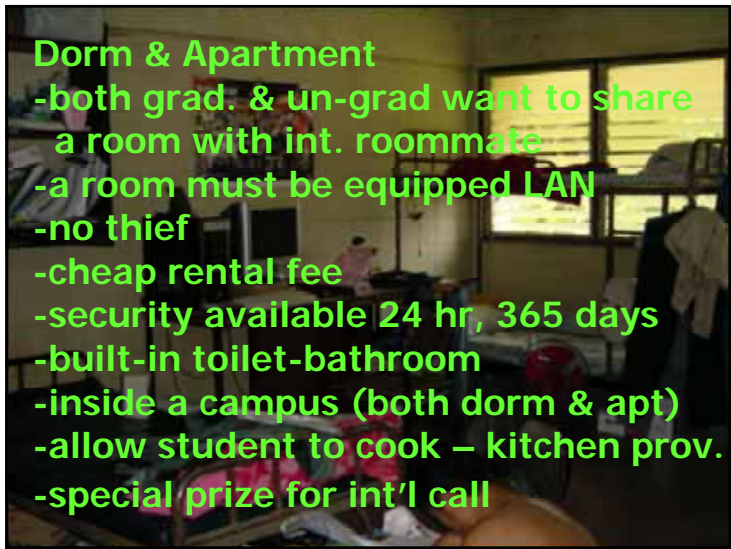 Dorm & Apartment
-both grad. & un-grad want to share
a room with int. roommate
-a room must be equipped LAN
-no thief
-cheap rental fee
-security available 24 hr, 365 days
-built-in toilet-bathroom
-inside a campus (both dorm & apt)
-allow student to cook – kitchen prov.
-special prize for int'l call